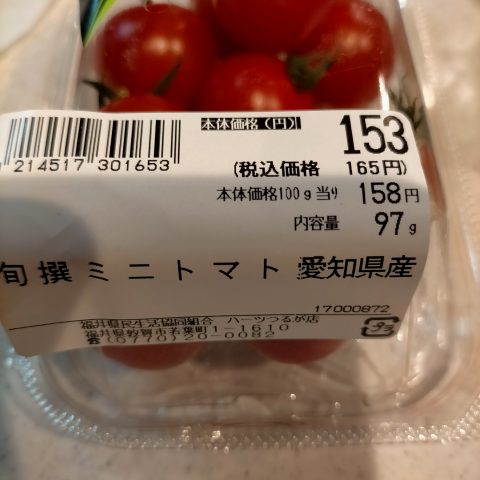 本体価格(円) 153
214517 301653
(税込価格 165円)
本体価格100g当り 158円
内容量 97g
旬撰ミニトマト 愛知県産
17000872
福井県民生活協同組合 ハーツつるが店
福井県敦賀市若葉町1-1610
☎(0770)20-0082